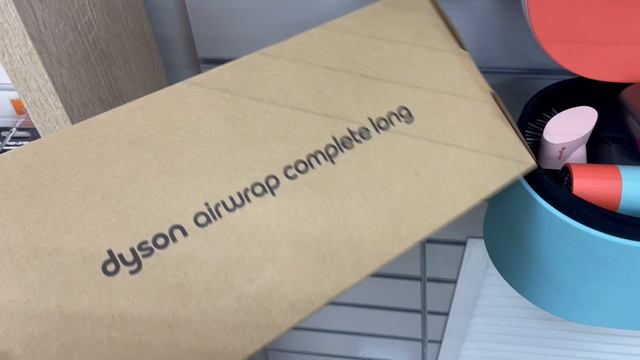 dyson airwrap complete long